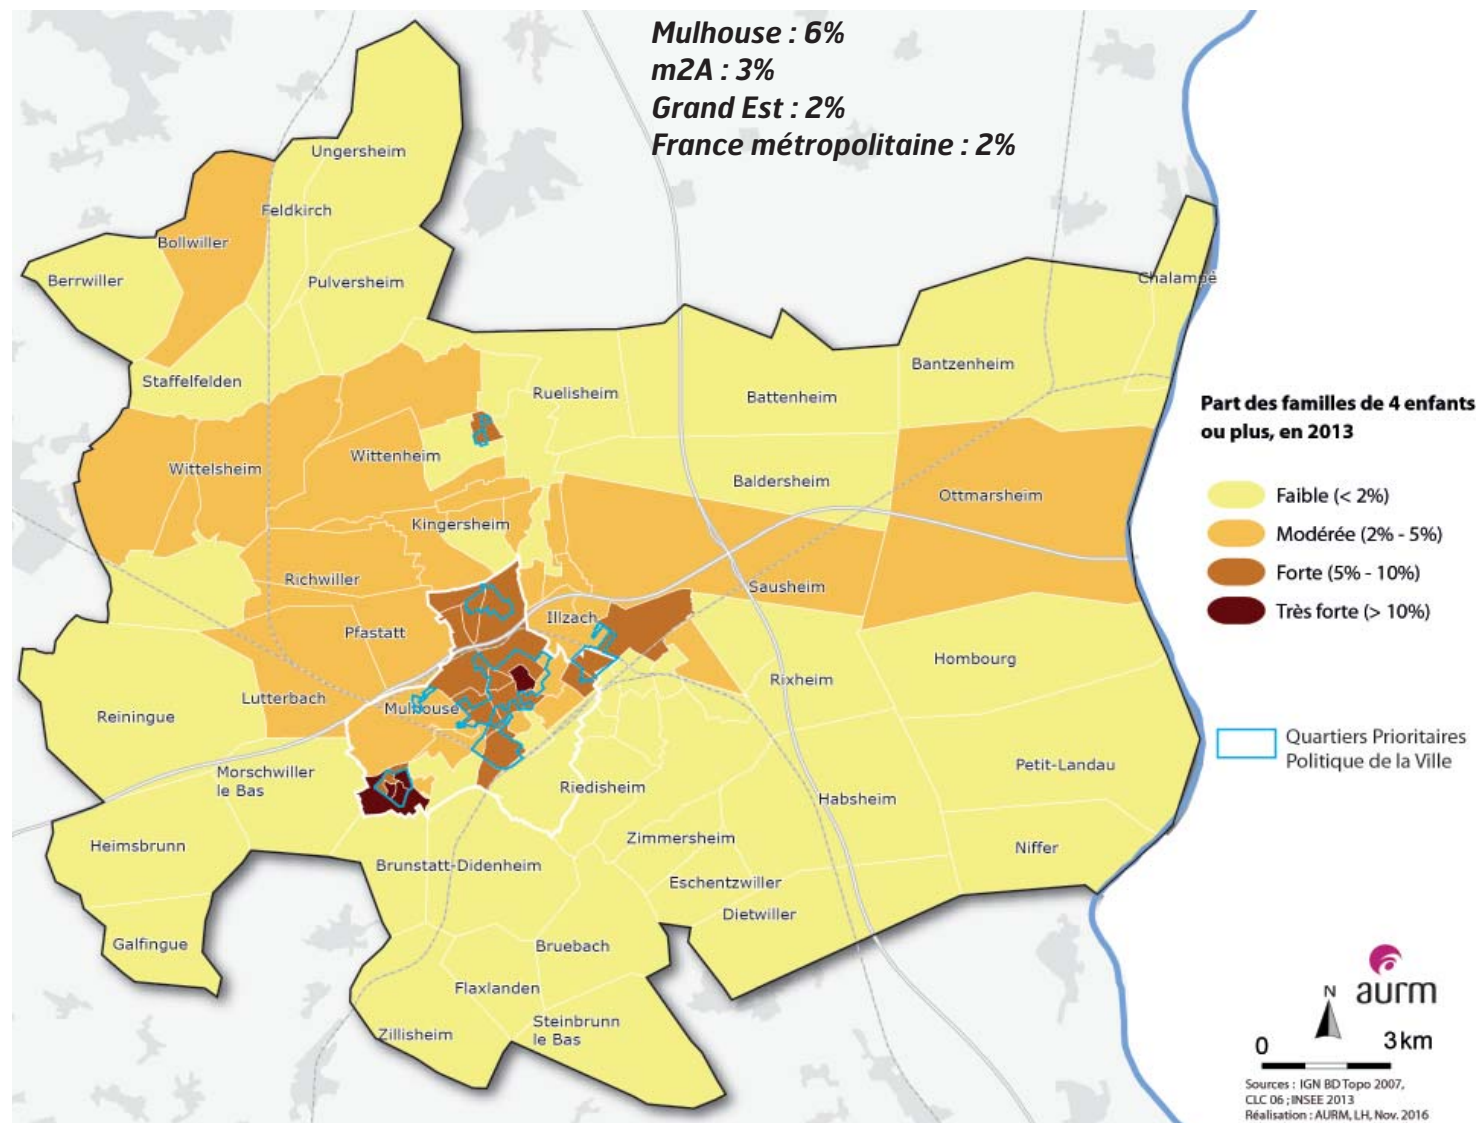 Mulhouse : 6%
m2A : 3%
Grand Est : 2%
France métropolitaine : 2%
Ungersheim
Feldkirch
Bollwiller
Berrwiller
Pulversheim
Chalampé
Staffelfelden
Ruelisheim
Battenheim
Bantzenheim
Wittelsheim
Wittenheim
Baldersheim
Ottmarsheim
Kingersheim
Richwiller
Sausheim
Pfastatt
Illzach
Hombourg
Rixheim
Lutterbach
Mulhouse
Reiningue
Morschwiller
le Bas
Riedisheim
Habsheim
Petit-Landau
Heimsbrunn
Zimmersheim
Niffer
Brunstatt-Didenheim
Eschentzwiller
Dietwiller
Galfingue
Bruebach
Flaxlanden
Zillisheim
Steinbrunn
le Bas
Part des familles de 4 enfants
ou plus, en 2013
Faible (< 2%)
Modérée (2% - 5%)
Forte (5% - 10%)
Très forte (> 10%)
Quartiers Prioritaires
Politique de la Ville
aurm
N
0 3 km
Sources : IGN BD Topo 2007,
CLC 06 ; INSEE 2013
Réalisation : AURM, LH, Nov. 2016